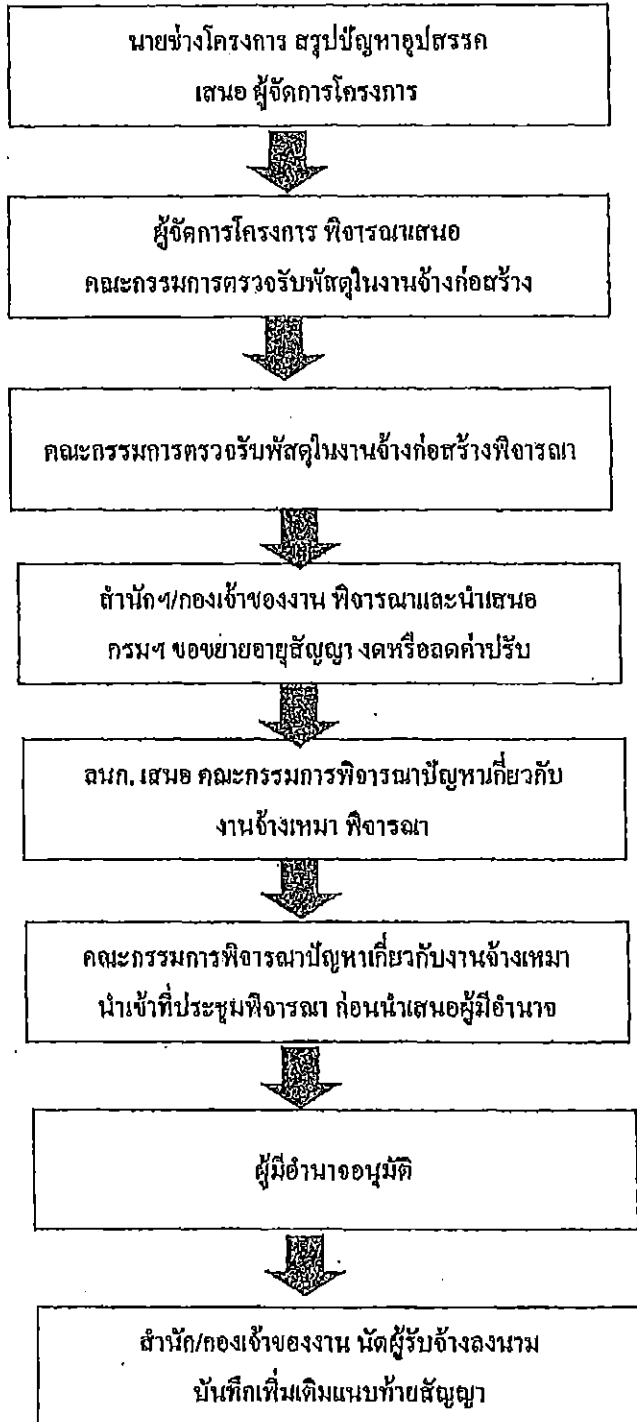 นายช่างโครงการ สรุปปัญหาอุปสรรค
เสนอ ผู้จัดการโครงการ
ผู้จัดการโครงการ พิจารณาเสนอ
คณะกรรมการตรวจรับพัสดุในงานจ้างก่อสร้าง
คณะกรรมการตรวจรับพัสดุในงานจ้างก่อสร้างพิจารณา
สำนักฯ/กองเจ้าของงาน พิจารณาและนำเสนอ
กรมฯ ขอขยายอายุสัญญา งดหรือลดค่าปรับ
ลนก. เสนอ คณะกรรมการพิจารณาปัญหาเกี่ยวกับ
งานจ้างเหมา พิจารณา
คณะกรรมการพิจารณาปัญหาเกี่ยวกับงานจ้างเหมา
นำเข้าที่ประชุมพิจารณา ก่อนนำเสนอผู้มีอำนาจ
ผู้มีอำนาจอนุมัติ
สำนัก/กองเจ้าของงาน นัดผู้รับจ้างลงนาม
บันทึกเพิ่มเติมแนบท้ายสัญญา